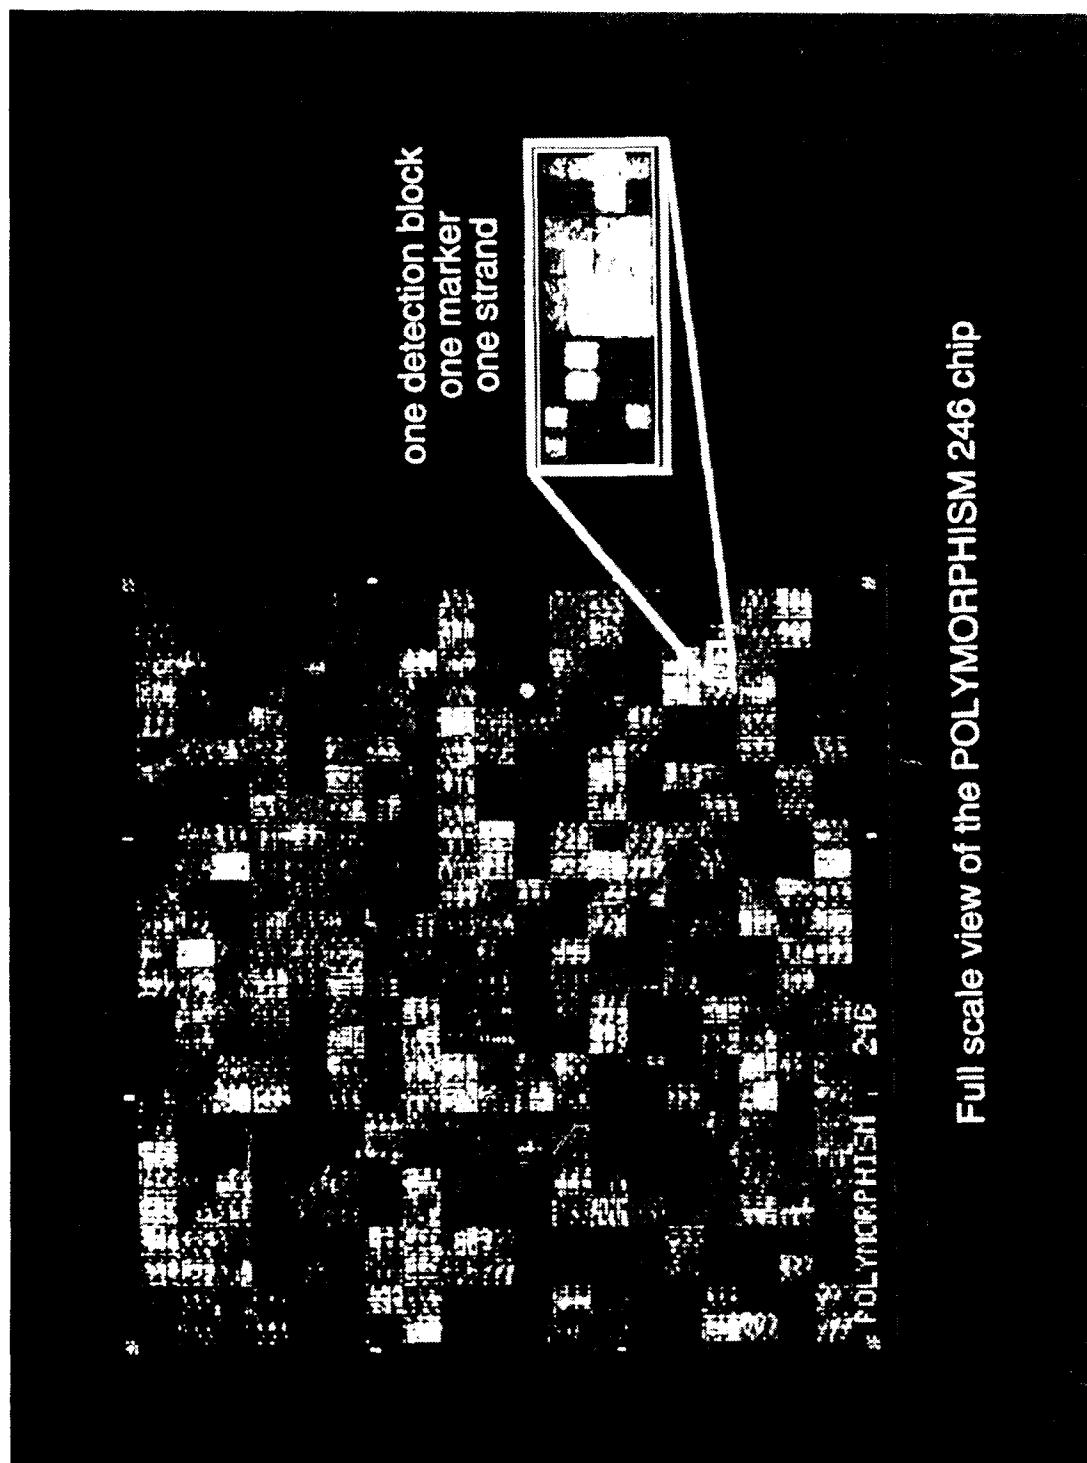 one detection block
one marker
one strand
POLYMORPHISM 246
Full scale view of the POLYMORPHISM 246 chip